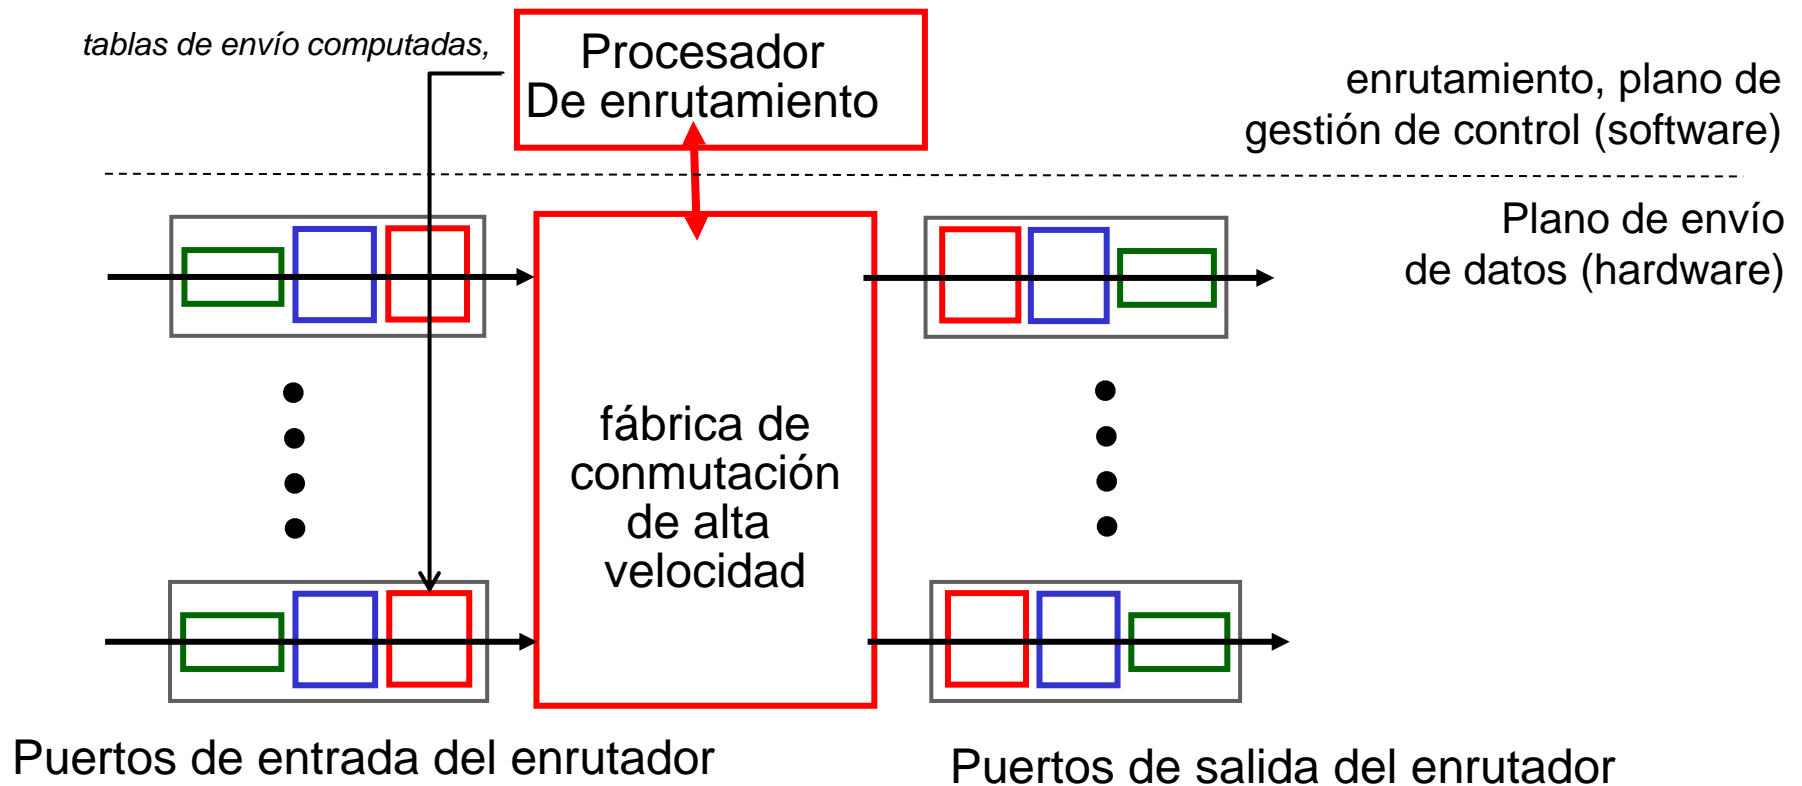 tablas de envío computadas,
Procesador
De enrutamiento
enrutamiento, plano de
gestión de control (software)
Plano de envío
de datos (hardware)
fábrica de
conmutación
de alta
velocidad
Puertos de entrada del enrutador
Puertos de salida del enrutador